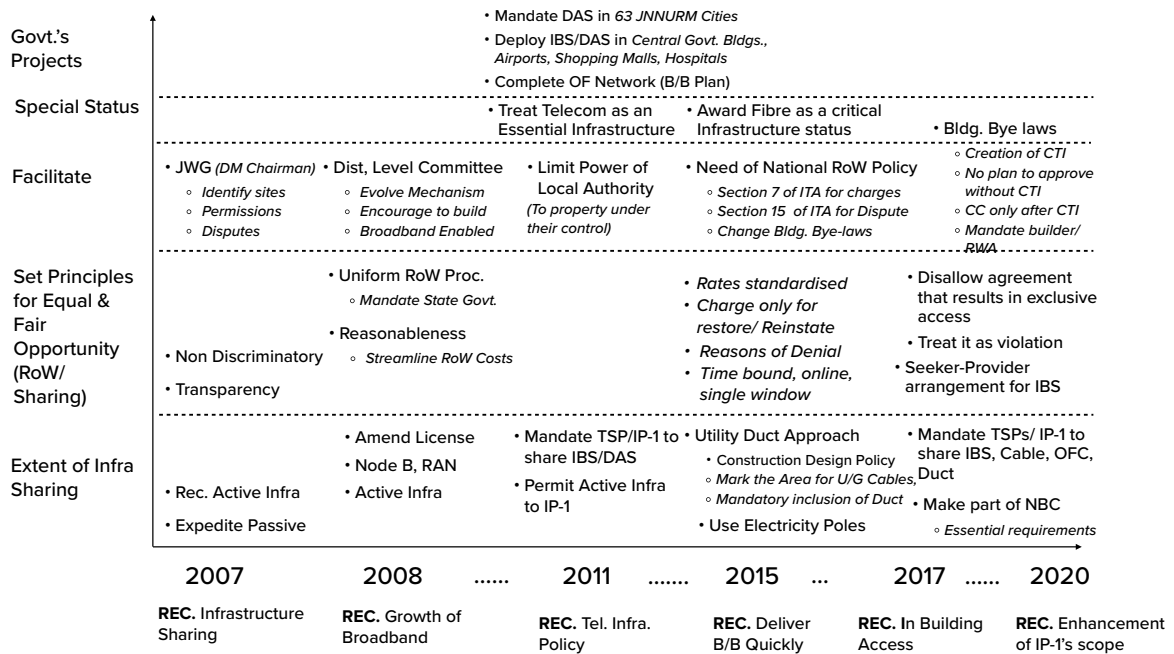 • Mandate DAS in 63 JNNURM Cities
Govt.'s
Projects
• Deploy IBS/DAS in Central Govt. Bldgs.,
Airports, Shopping Malls, Hospitals
• Complete OF Network (B/B Plan)
Special Status
• Treat Telecom as an
Essential Infrastructure
• Award Fibre as a critical
Infrastructure status
• Bldg. Bye laws
◦ Creation of CTI
◦ No plan to approve
without CTI
◦ CC only after CTI
◦ Mandate builder/
RWA
Facilitate
• JWG (DM Chairman)
◦ Identify sites
◦ Permissions
◦ Disputes
• Dist, Level Committee
◦ Evolve Mechanism
◦ Encourage to build
◦ Broadband Enabled
• Limit Power of
Local Authority
(To property under
their control)
• Need of National RoW Policy
◦ Section 7 of ITA for charges
◦ Section 15 of ITA for Dispute
◦ Change Bldg. Bye-laws
Set Principles
for Equal &
Fair
Opportunity
(RoW/
Sharing)
• Non Discriminatory
• Transparency
• Uniform RoW Proc.
◦ Mandate State Govt.
• Reasonableness
◦ Streamline RoW Costs
• Rates standardised
• Charge only for
restore/ Reinstate
• Reasons of Denial
• Time bound, online,
single window
• Disallow agreement
that results in exclusive
access
• Treat it as violation
• Seeker-Provider
arrangement for IBS
Extent of Infra
Sharing
• Rec. Active Infra
• Expedite Passive
• Amend License
• Node B, RAN
• Active Infra
• Mandate TSP/IP-1 to
share IBS/DAS
• Permit Active Infra
to IP-1
• Utility Duct Approach
• Construction Design Policy
◦ Mark the Area for U/G Cables,
◦ Mandatory inclusion of Duct
• Use Electricity Poles
• Mandate TSPs/ IP-1 to
share IBS, Cable, OFC,
Duct
• Make part of NBC
◦ Essential requirements
2007 2008 ...... 2011 ....... 2015 ... 2017 ...... 2020
REC. Infrastructure
Sharing
REC. Growth of
Broadband
REC. Tel. Infra.
Policy
REC. Deliver
B/B Quickly
REC. In Building
Access
REC. Enhancement
of IP-1's scope